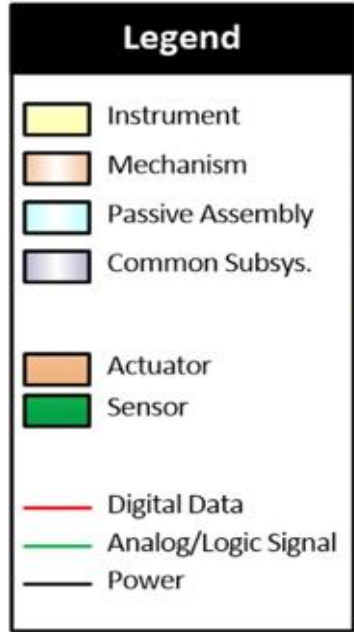 Legend
Instrument
Mechanism
Passive Assembly
Common Subsys.
Actuator
Sensor
Digital Data
Analog/Logic Signal
Power